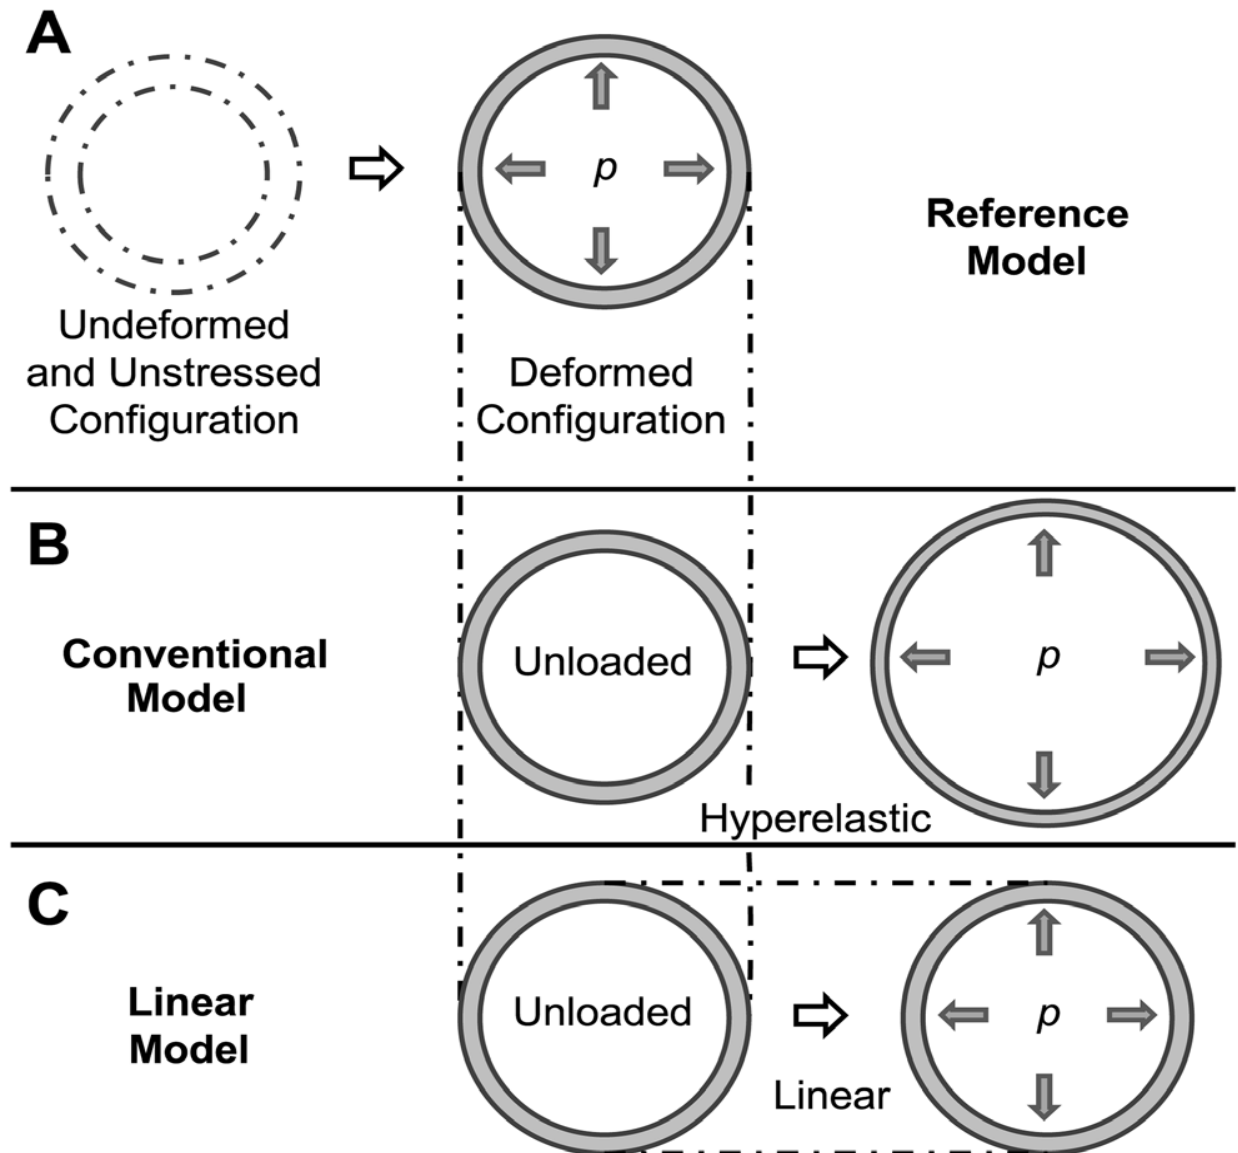 A
p
Reference
Model
Undeformed
and Unstressed
Configuration
Deformed
Configuration
B
Conventional
Model
Unloaded
p
Hyperelastic
C
Linear
Model
Unloaded
p
Linear